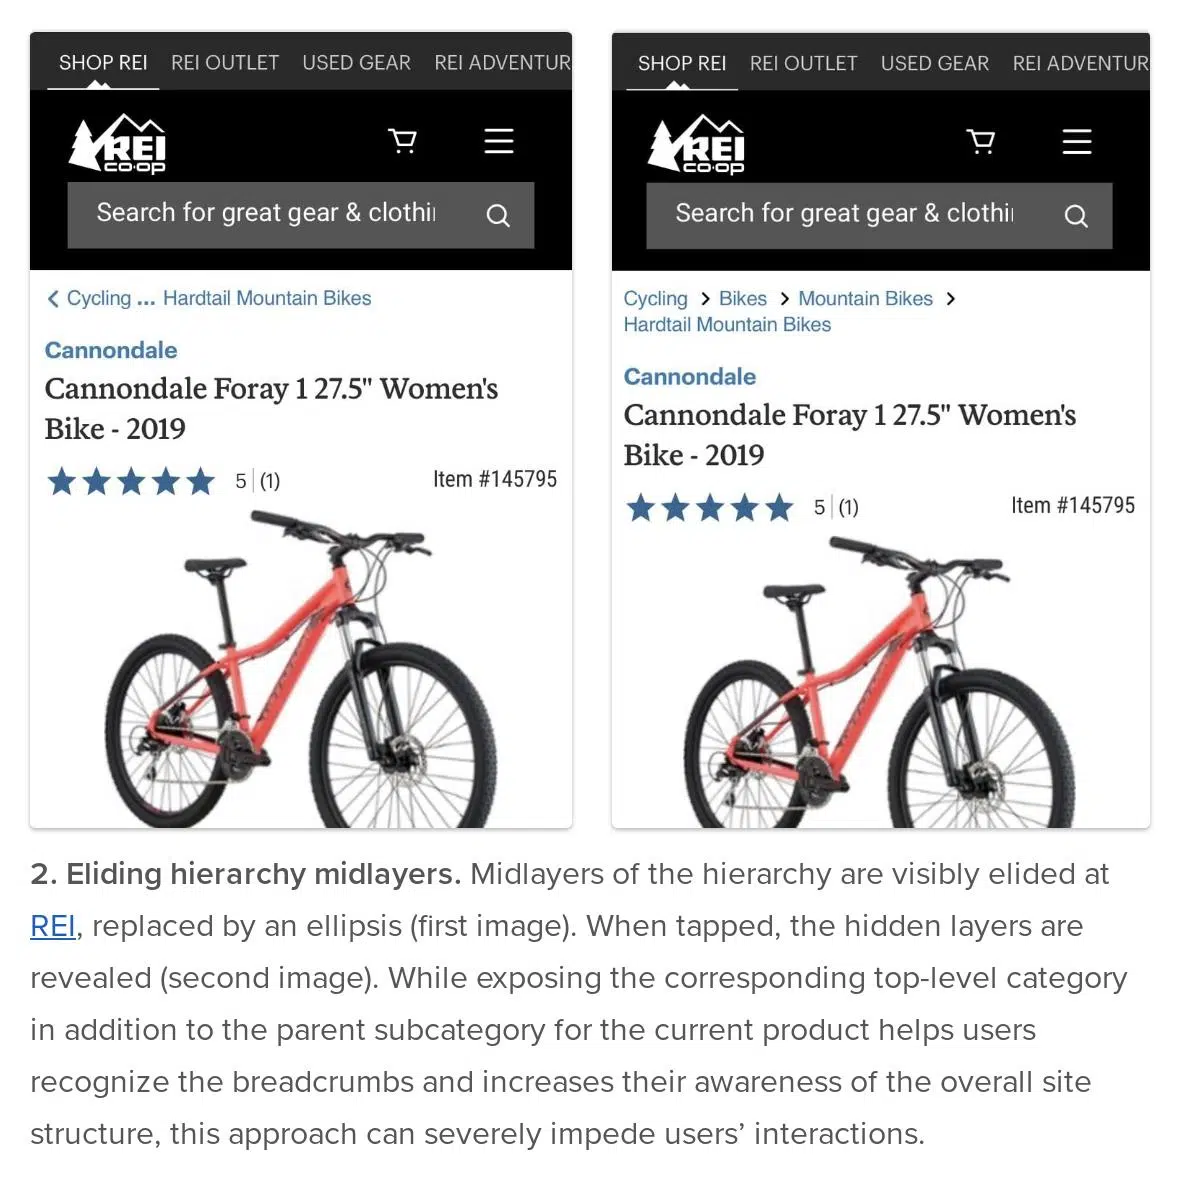 SHOP REI REI OUTLET USED GEAR REI ADVENTUR
REI
CO·OP
Search for great gear & clothi
Cycling ... Hardtail Mountain Bikes
Cannondale
Cannondale Foray 1 27.5" Women's
Bike - 2019
5 (1) Item #145795
SHOP REI REI OUTLET USED GEAR REI ADVENTUR
REI
CO·OP
Search for great gear & clothi
Cycling > Bikes > Mountain Bikes >
Hardtail Mountain Bikes
Cannondale
Cannondale Foray 1 27.5" Women's
Bike - 2019
5 (1) Item #145795
2. Eliding hierarchy midlayers. Midlayers of the hierarchy are visibly elided at
REI, replaced by an ellipsis (first image). When tapped, the hidden layers are
revealed (second image). While exposing the corresponding top-level category
in addition to the parent subcategory for the current product helps users
recognize the breadcrumbs and increases their awareness of the overall site
structure, this approach can severely impede users’ interactions.